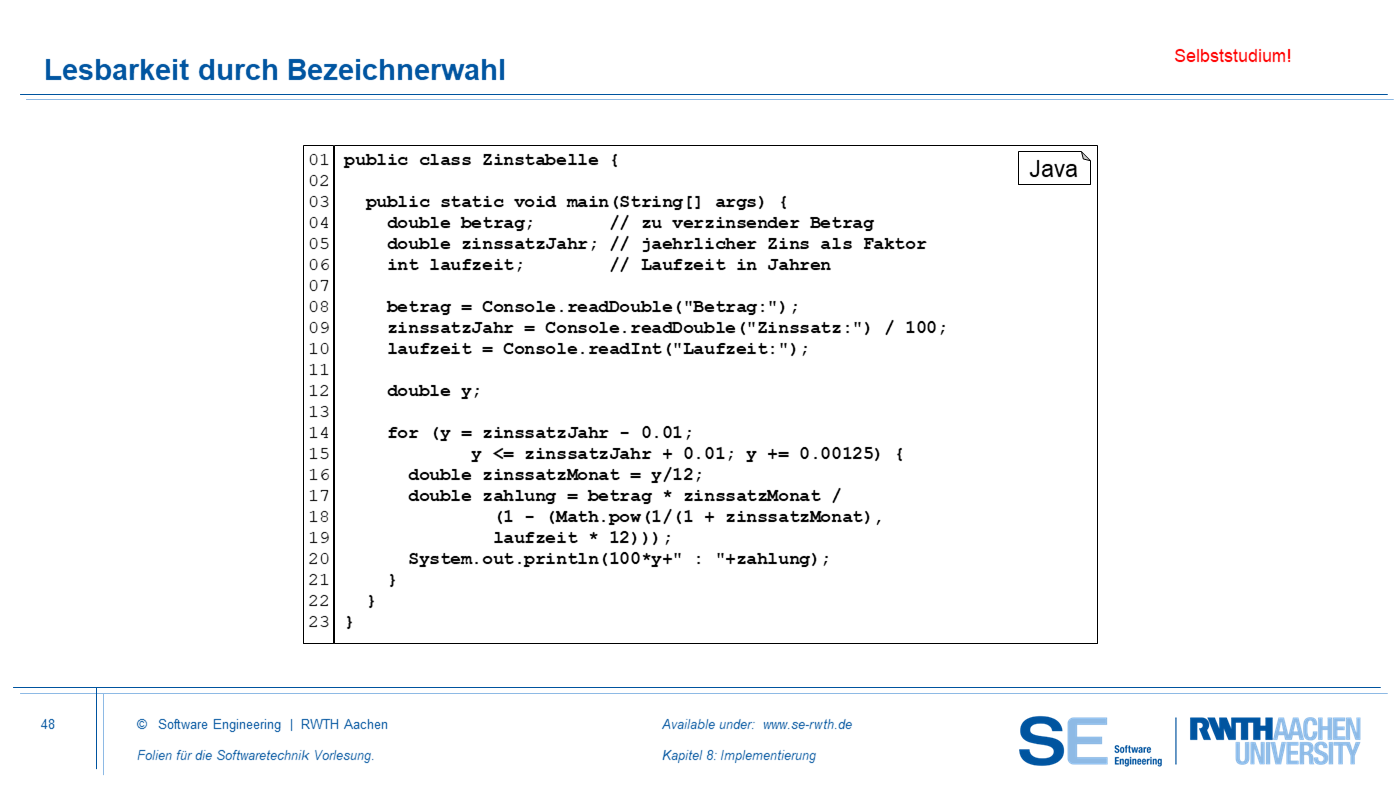 Lesbarkeit durch Bezeichnerwahl
Selbststudium!
Java
01 public class Zinstabelle {
02
03   public static void main(String[] args) {
04     double betrag;       // zu verzinsender Betrag
05     double zinssatzJahr; // jaehrlicher Zins als Faktor
06     int laufzeit;        // Laufzeit in Jahren
07
08     betrag = Console.readDouble("Betrag:");
09     zinssatzJahr = Console.readDouble("Zinssatz:") / 100;
10     laufzeit = Console.readInt("Laufzeit:");
11
12     double y;
13
14     for (y = zinssatzJahr - 0.01;
15             y <= zinssatzJahr + 0.01; y += 0.00125) {
16       double zinssatzMonat = y/12;
17       double zahlung = betrag * zinssatzMonat /
18               (1 - (Math.pow(1/(1 + zinssatzMonat),
19               laufzeit * 12)));
20       System.out.println(100*y+" : "+zahlung);
21     }
22   }
23 }
48
© Software Engineering | RWTH Aachen
Folien für die Softwaretechnik Vorlesung.
Available under: www.se-rwth.de
Kapitel 8: Implementierung
SE Software
Engineering
RWTHAACHEN
UNIVERSITY